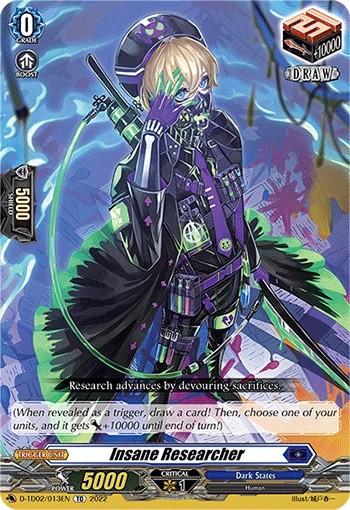 0
GRADE
BOOST
+10000
DRAW
5000
SHIELD
Research advances by devouring sacrifices.
(When revealed as a trigger, draw a card! Then, choose one of your
units, and it gets +10000 until end of turn!)
TRIGGER UNIT
Insane Researcher
D-TD02/013EN TD 2022
POWER 5000
CRITICAL
1
Dark States
Human
Illust/